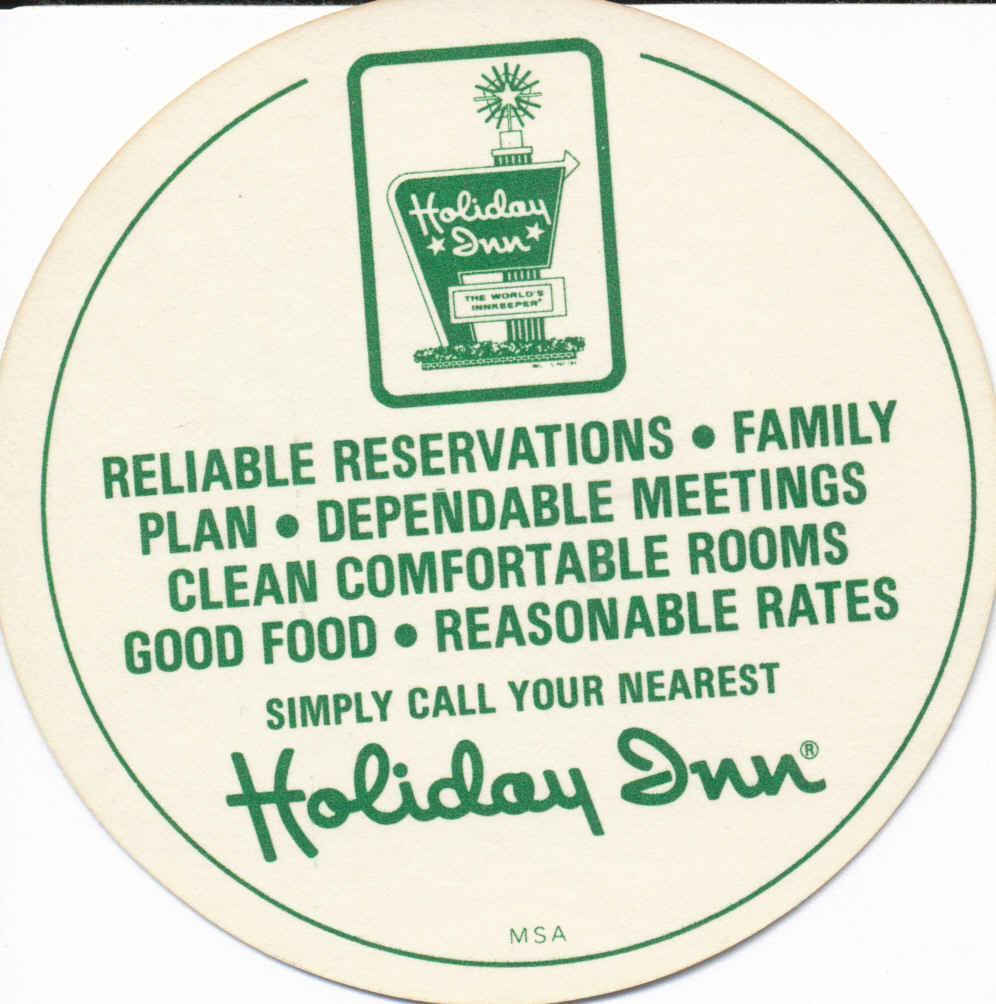 Holiday
Inn
THE WORLD'S
INNKEEPER®
RELIABLE RESERVATIONS • FAMILY
PLAN • DEPENDABLE MEETINGS
CLEAN COMFORTABLE ROOMS
GOOD FOOD • REASONABLE RATES
SIMPLY CALL YOUR NEAREST
Holiday Inn®
MSA